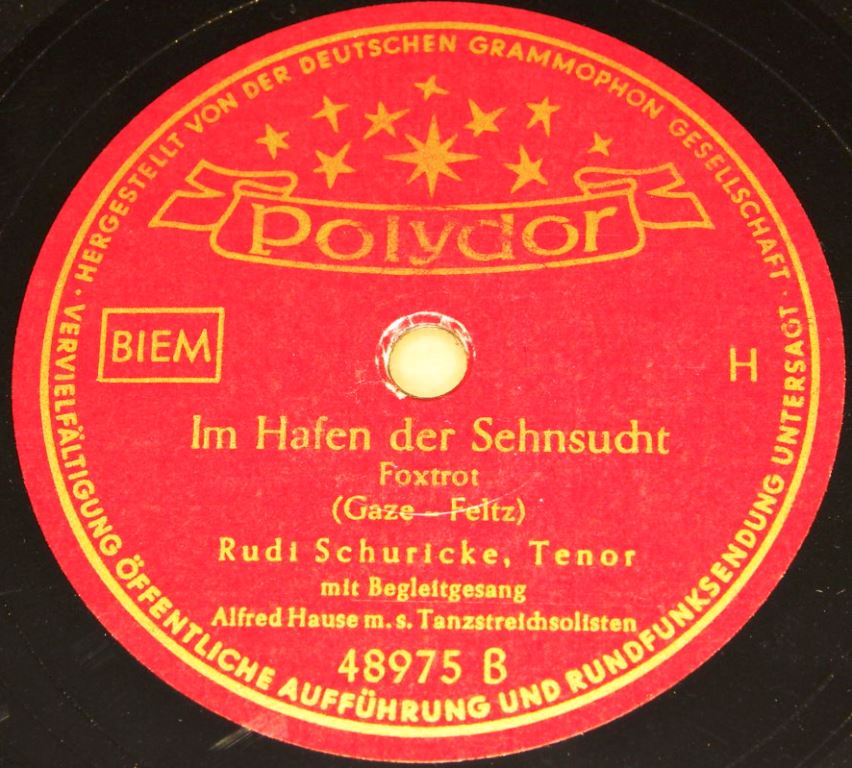 HERGESTELLT VON DER DEUTSCHEN GRAMMOPHON GESELLSCHAFT ·
Polydor
BIEM
H
Im Hafen der Sehnsucht
Foxtrot
(Gaze - Feltz)
Rudi Schuricke, Tenor
mit Begleitgesang
Alfred Hause m. s. Tanzstreichsolisten
48975 B
· VERVIELFÄLTIGUNG ÖFFENTLICHE AUFFÜHRUNG UND RUNDFUNKSENDUNG UNTERSAGT